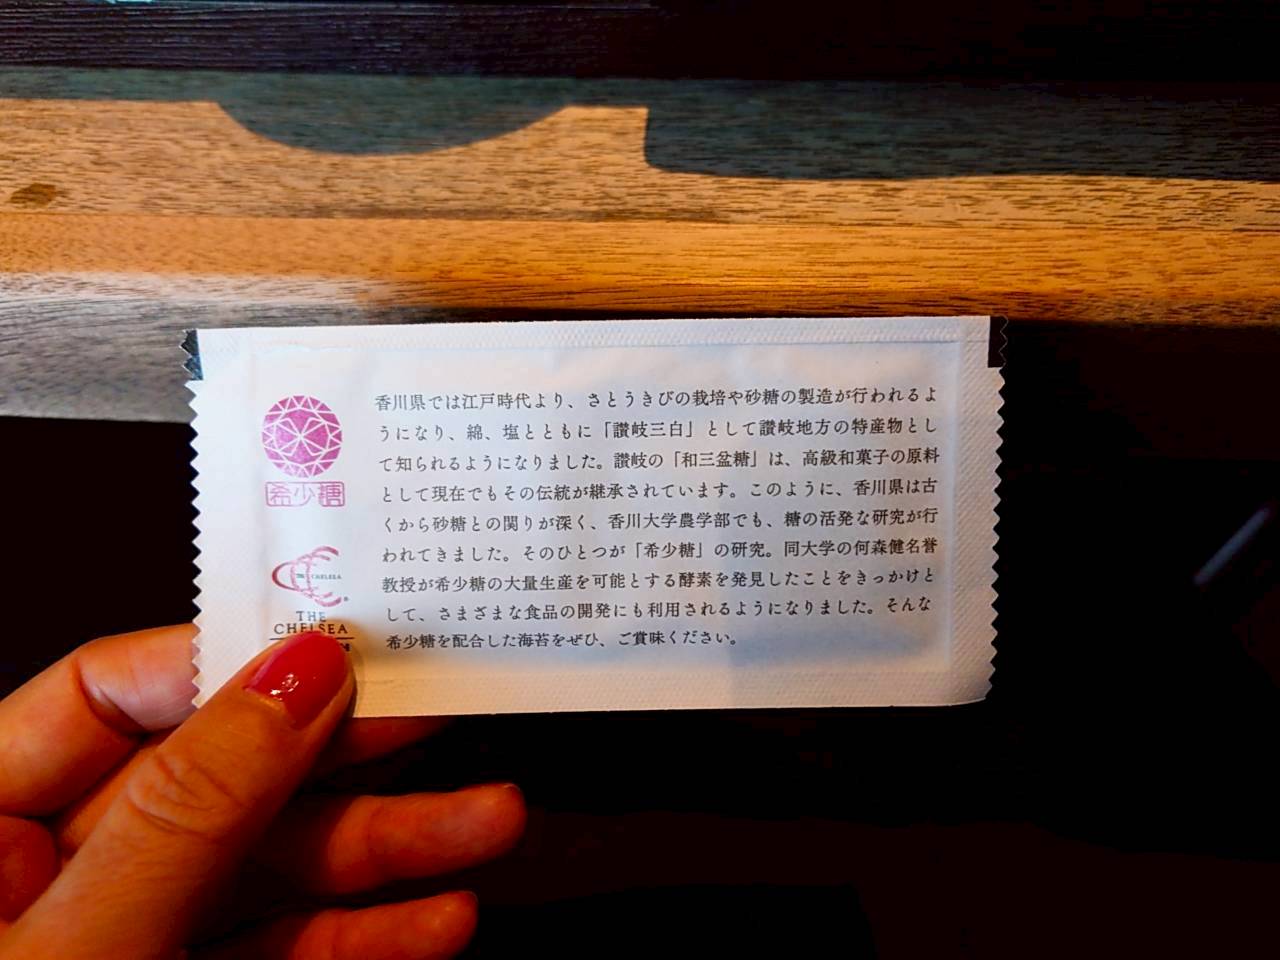 香川県では江戸時代より、さとうきびの栽培や砂糖の製造が行われるよ
うになり、綿、塩とともに「讃岐三白」として讃岐地方の特産物とし
て知られるようになりました。讃岐の「和三盆糖」は、高級和菓子の原料
として現在でもその伝統が継承されています。このように、香川県は古
くから砂糖との関りが深く、香川大学農学部でも、糖の活発な研究が行
われてきました。そのひとつが「希少糖」の研究。同大学の何森健名誉
教授が希少糖の大量生産を可能とする酵素を発見したことをきっかけと
して、さまざまな食品の開発にも利用されるようになりました。そんな
希少糖を配合した海苔をぜひ、ご賞味ください。
希少糖
THE CHELSEA
THE
CHELSEA